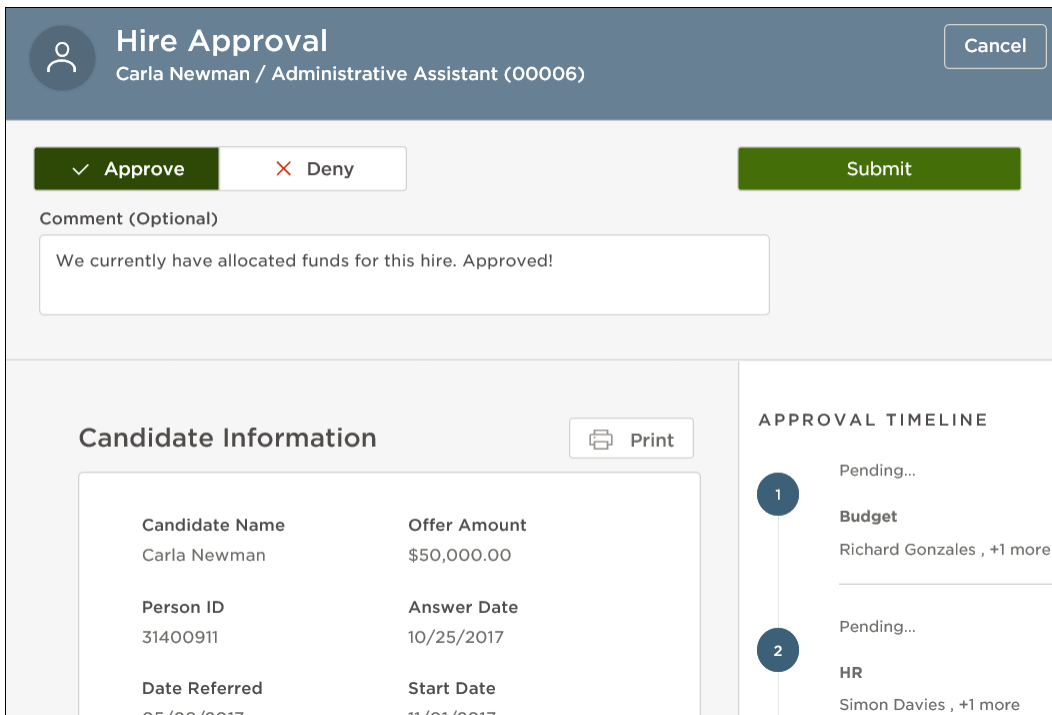 Hire Approval
Cancel
Carla Newman / Administrative Assistant (00006)
Approve
Deny
Submit
Comment (Optional)
We currently have allocated funds for this hire. Approved!
Candidate Information
Print
Candidate Name
Offer Amount
Carla Newman
$50,000.00
Person ID
Answer Date
31400911
10/25/2017
Date Referred
Start Date
APPROVAL TIMELINE
1
Pending...
Budget
Richard Gonzales , +1 more
2
Pending...
HR
Simon Davies , +1 more